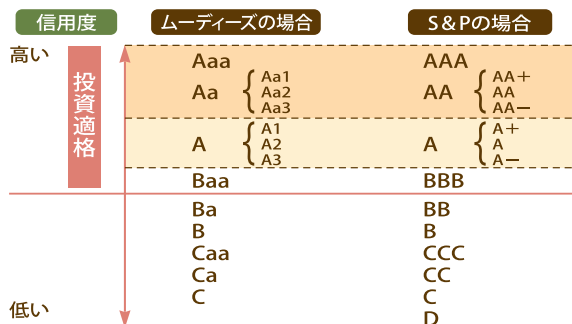 信用度 ムーディーズの場合 S&Pの場合
高い
投資適格
Aaa AAA
Aa Aa1 Aa2 Aa3 AA AA+ AA AA−
A A1 A2 A3 A A+ A A−
Baa BBB
Ba BB
B B
Caa CCC
Ca CC
C C
低い
D